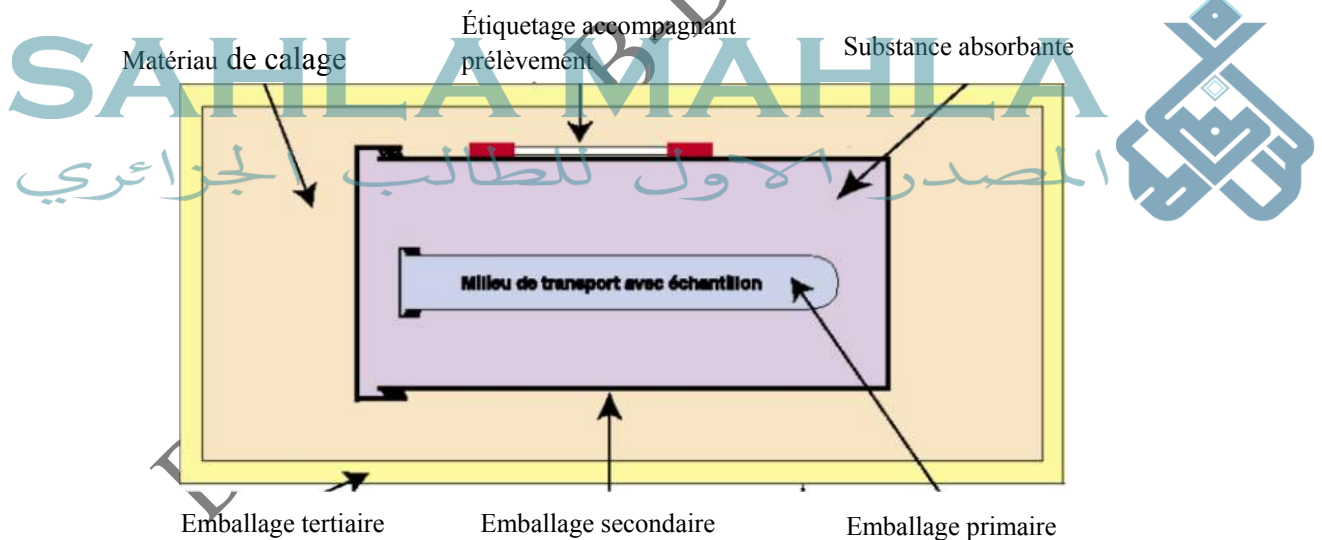 Étiquetage accompagnant
prélèvement
Matériau de calage
Substance absorbante
SAHLA MAHLA
المصدر الاول للطالب الجزائري
Milieu de transport avec échantillon
Emballage tertiaire
Emballage secondaire
Emballage primaire